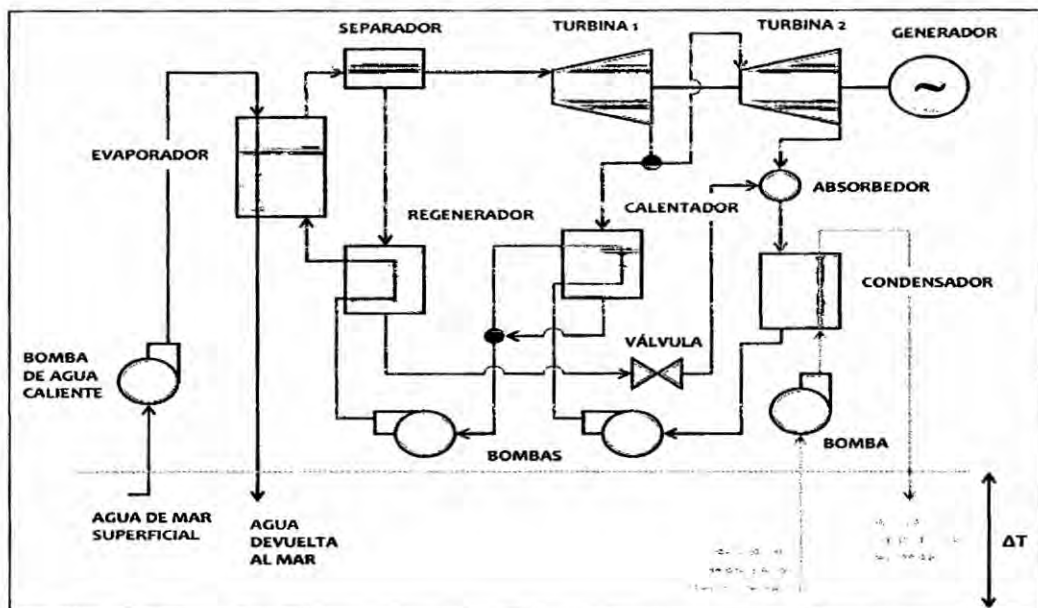 SEPARADOR
TURBINA 1
TURBINA 2
GENERADOR
~
EVAPORADOR
REGENERADOR
CALENTADOR
ABSORBEDOR
CONDENSADOR
BOMBA
DE AGUA
CALIENTE
VÁLVULA
BOMBAS
BOMBA
AGUA DE MAR
SUPERFICIAL
AGUA
DEVUELTA
AL MAR
ΔT